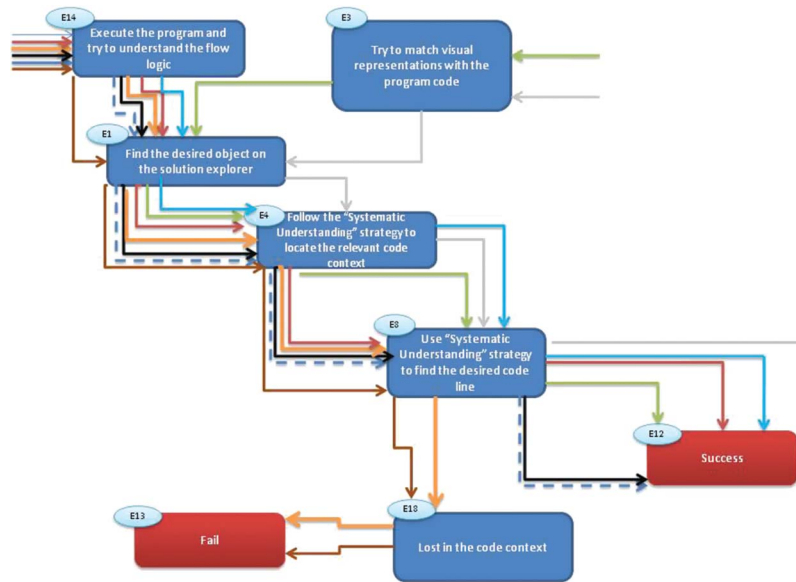 E14
Execute the program and
try to understand the flow
logic
E3
Try to match visual
representations with the
program code
E1
Find the desired object on
the solution explorer
E4
Follow the “Systematic
Understanding” strategy to
locate the relevant code
context
E8
Use “Systematic
Understanding” strategy
to find the desired code
line
E12
Success
E13
Fail
E18
Lost in the code context